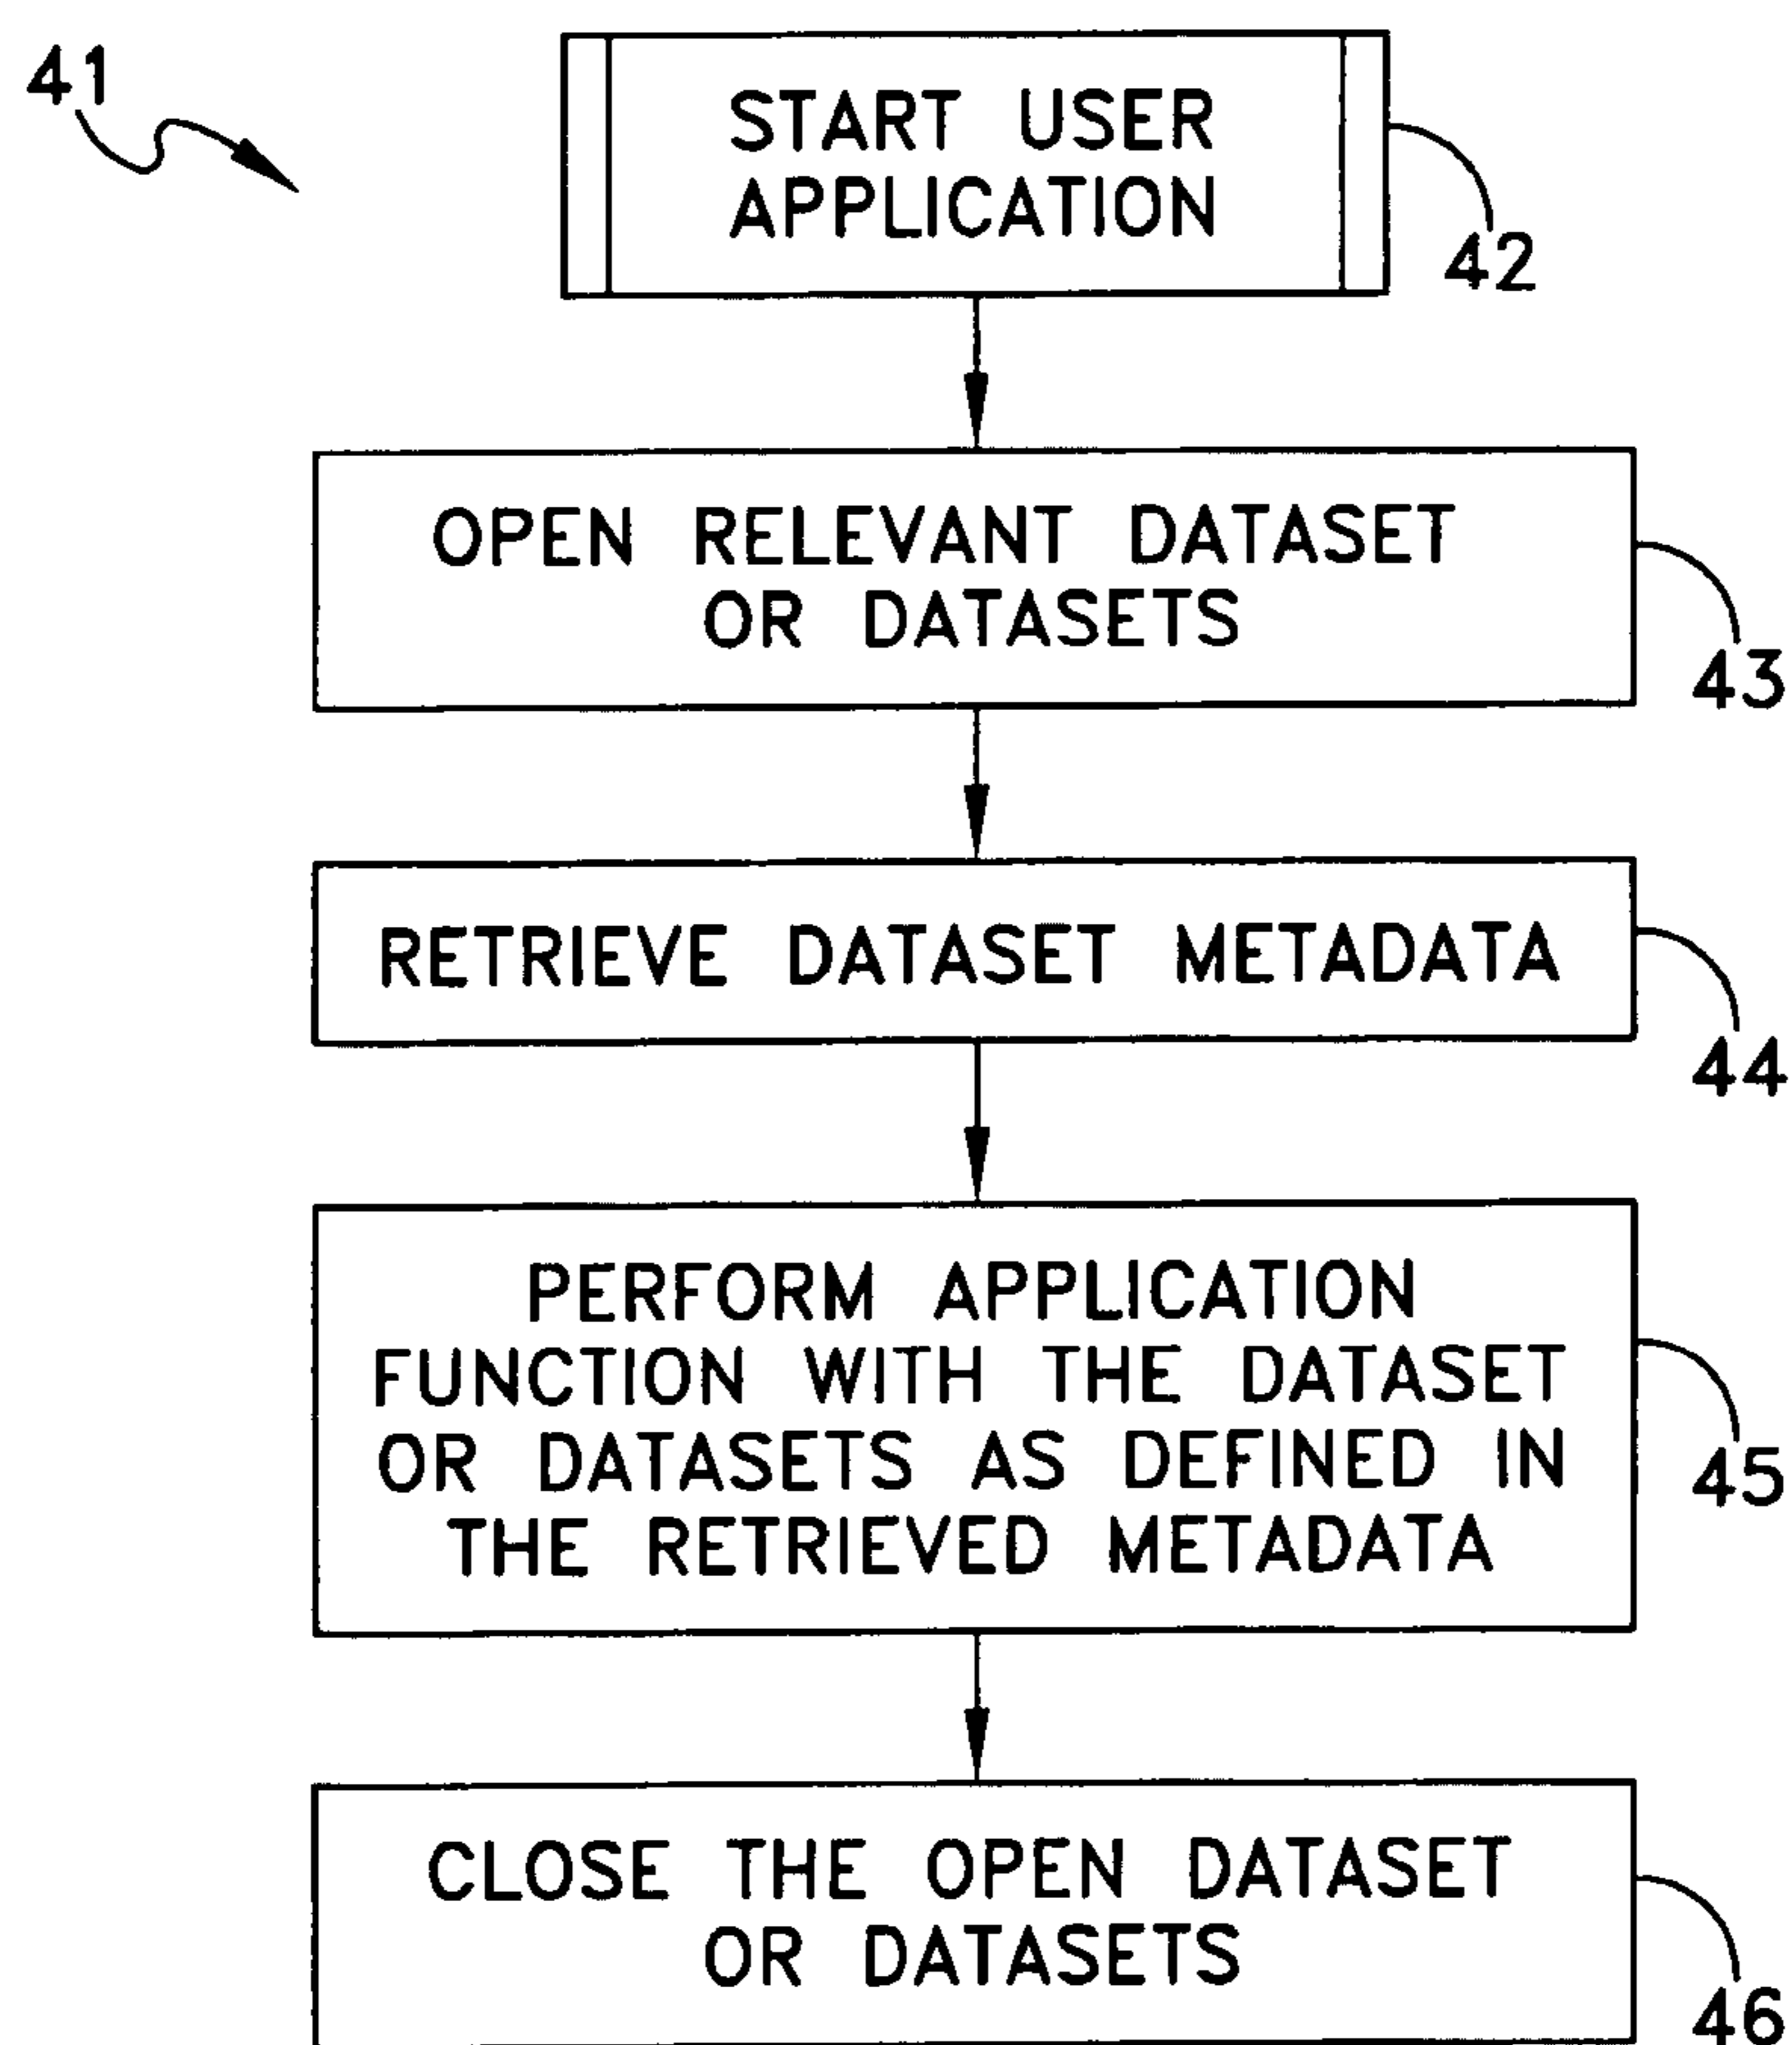 41
START USER
APPLICATION
42
OPEN RELEVANT DATASET
OR DATASETS
43
RETRIEVE DATASET METADATA
44
PERFORM APPLICATION
FUNCTION WITH THE DATASET
OR DATASETS AS DEFINED IN
THE RETRIEVED METADATA
45
CLOSE THE OPEN DATASET
OR DATASETS
46